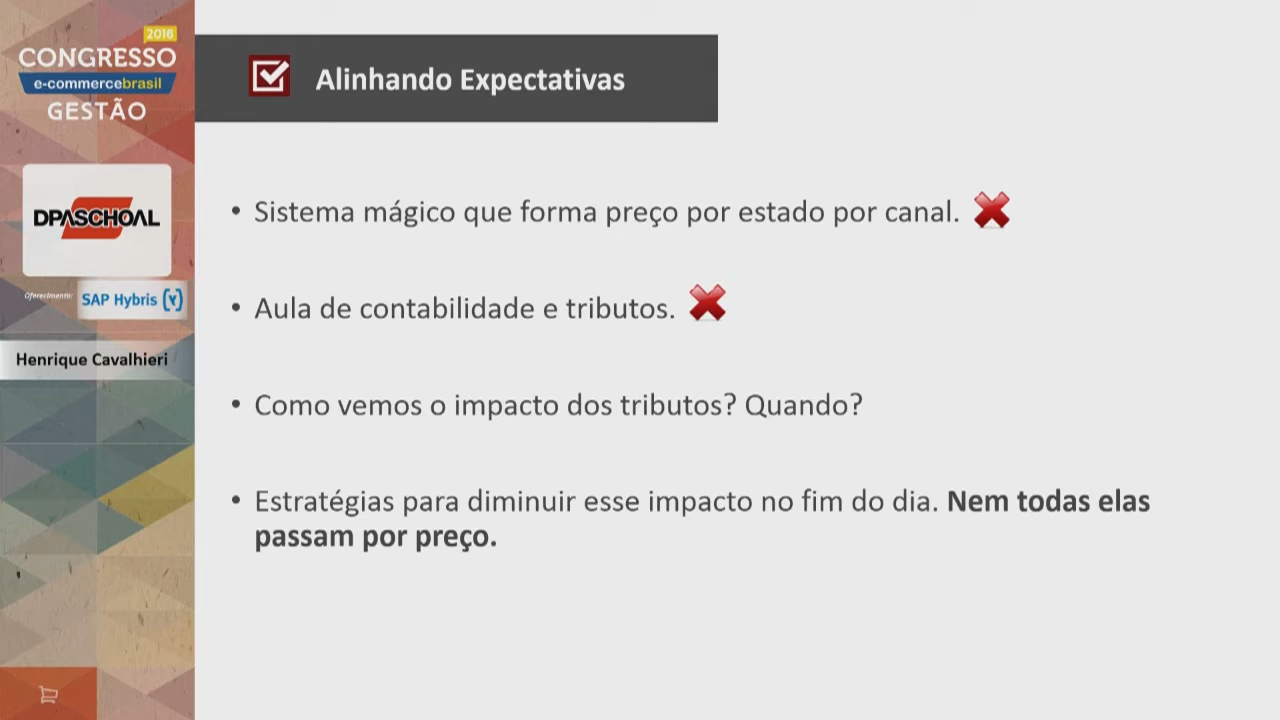 2016
CONGRESSO
e-commercebrasil
GESTÃO
DPASCHOAL
Oferecimento:
SAP Hybris (Y)
Henrique Cavalhieri
Alinhando Expectativas
• Sistema mágico que forma preço por estado por canal.
• Aula de contabilidade e tributos.
• Como vemos o impacto dos tributos? Quando?
• Estratégias para diminuir esse impacto no fim do dia. Nem todas elas
passam por preço.